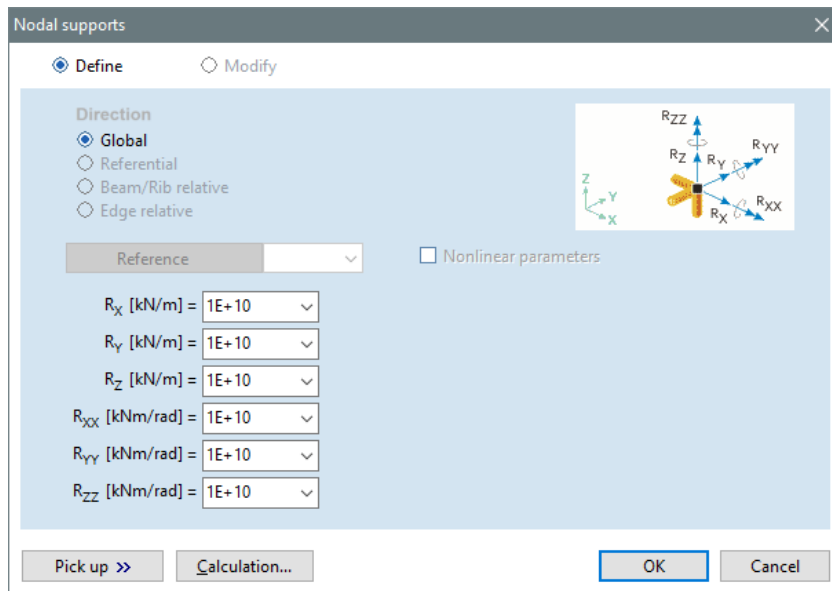 Nodal supports
Define
Modify
Direction
Global
Referential
Beam/Rib relative
Edge relative
RZZ
RZ
RY
RYY
RX
RXX
Z
Y
X
Reference
Nonlinear parameters
RX [kN/m] = 1E+10
RY [kN/m] = 1E+10
RZ [kN/m] = 1E+10
RXX [kNm/rad] = 1E+10
RYY [kNm/rad] = 1E+10
RZZ [kNm/rad] = 1E+10
Pick up »
Calculation...
OK
Cancel